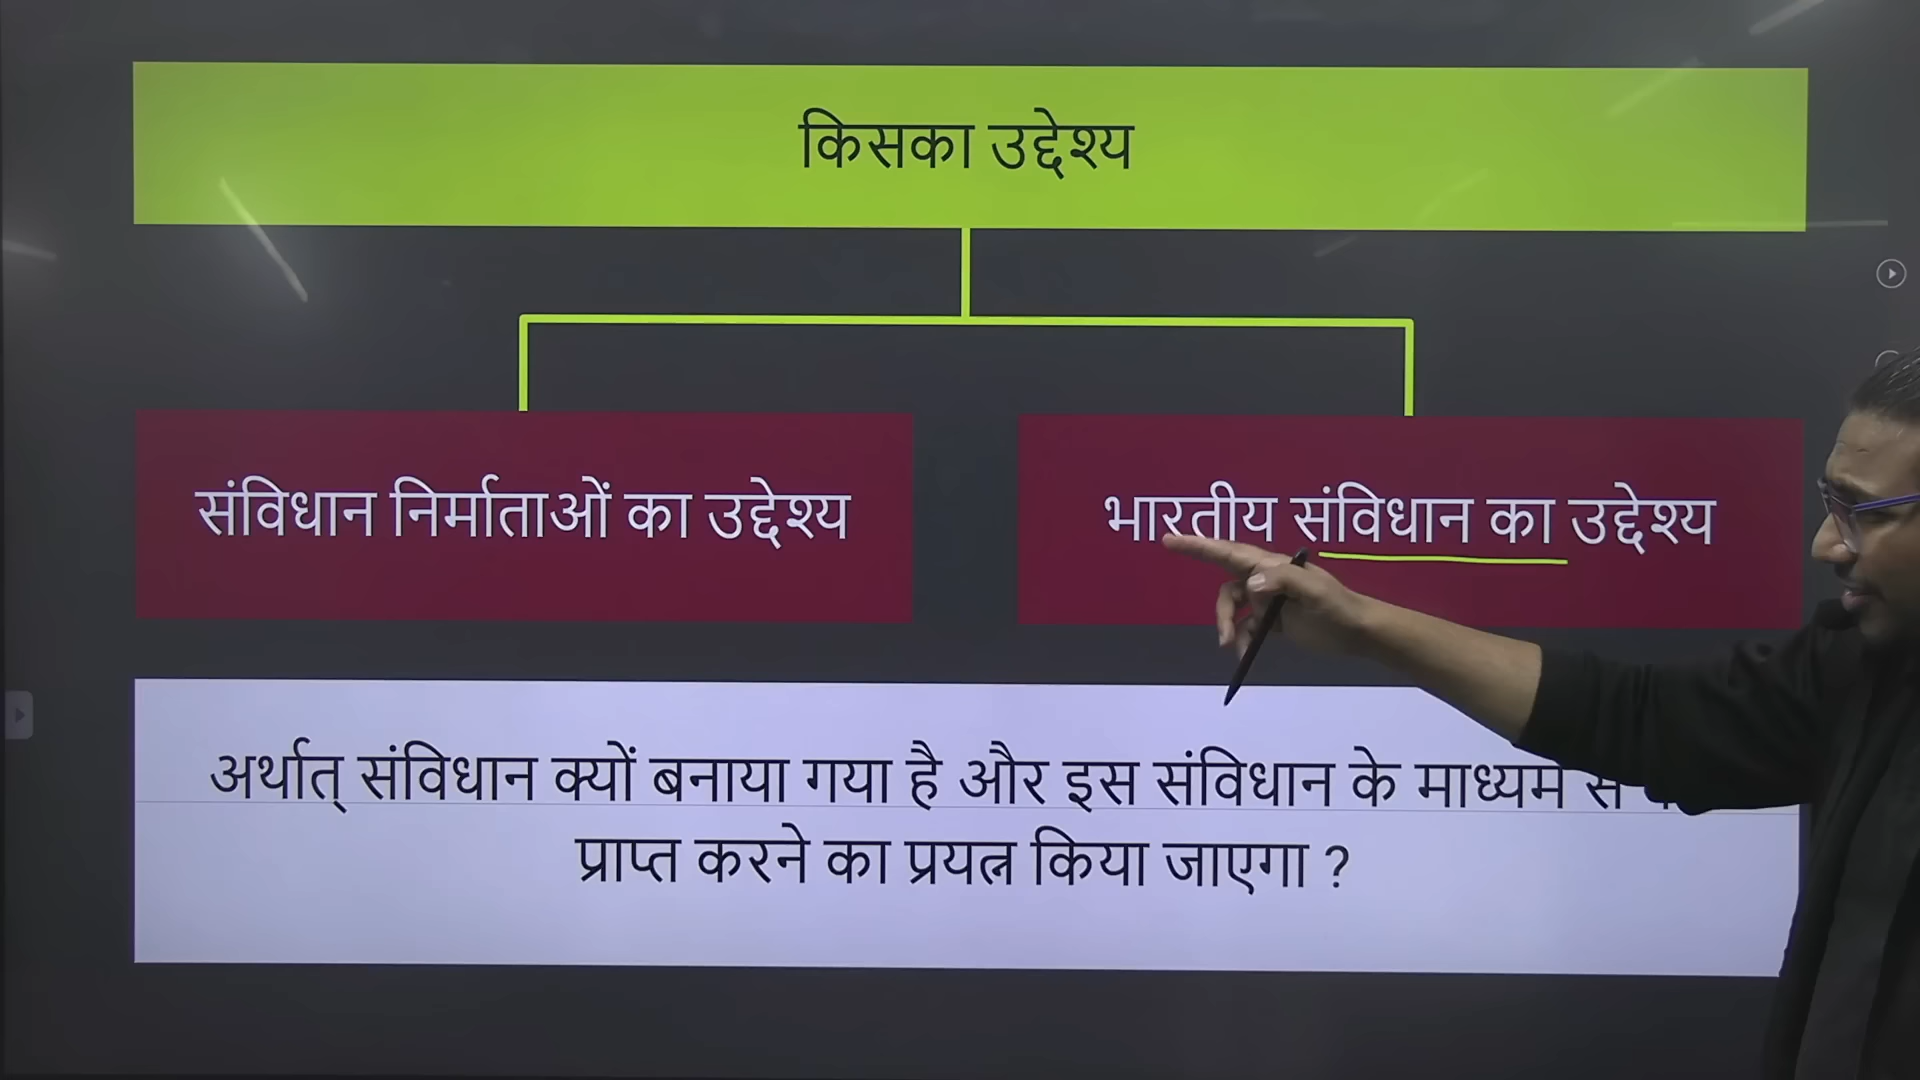 किसका उद्देश्य
संविधान निर्माताओं का उद्देश्य
भारतीय संविधान का उद्देश्य
अर्थात् संविधान क्यों बनाया गया है और इस संविधान के माध्यम से
प्राप्त करने का प्रयत्न किया जाएगा ?